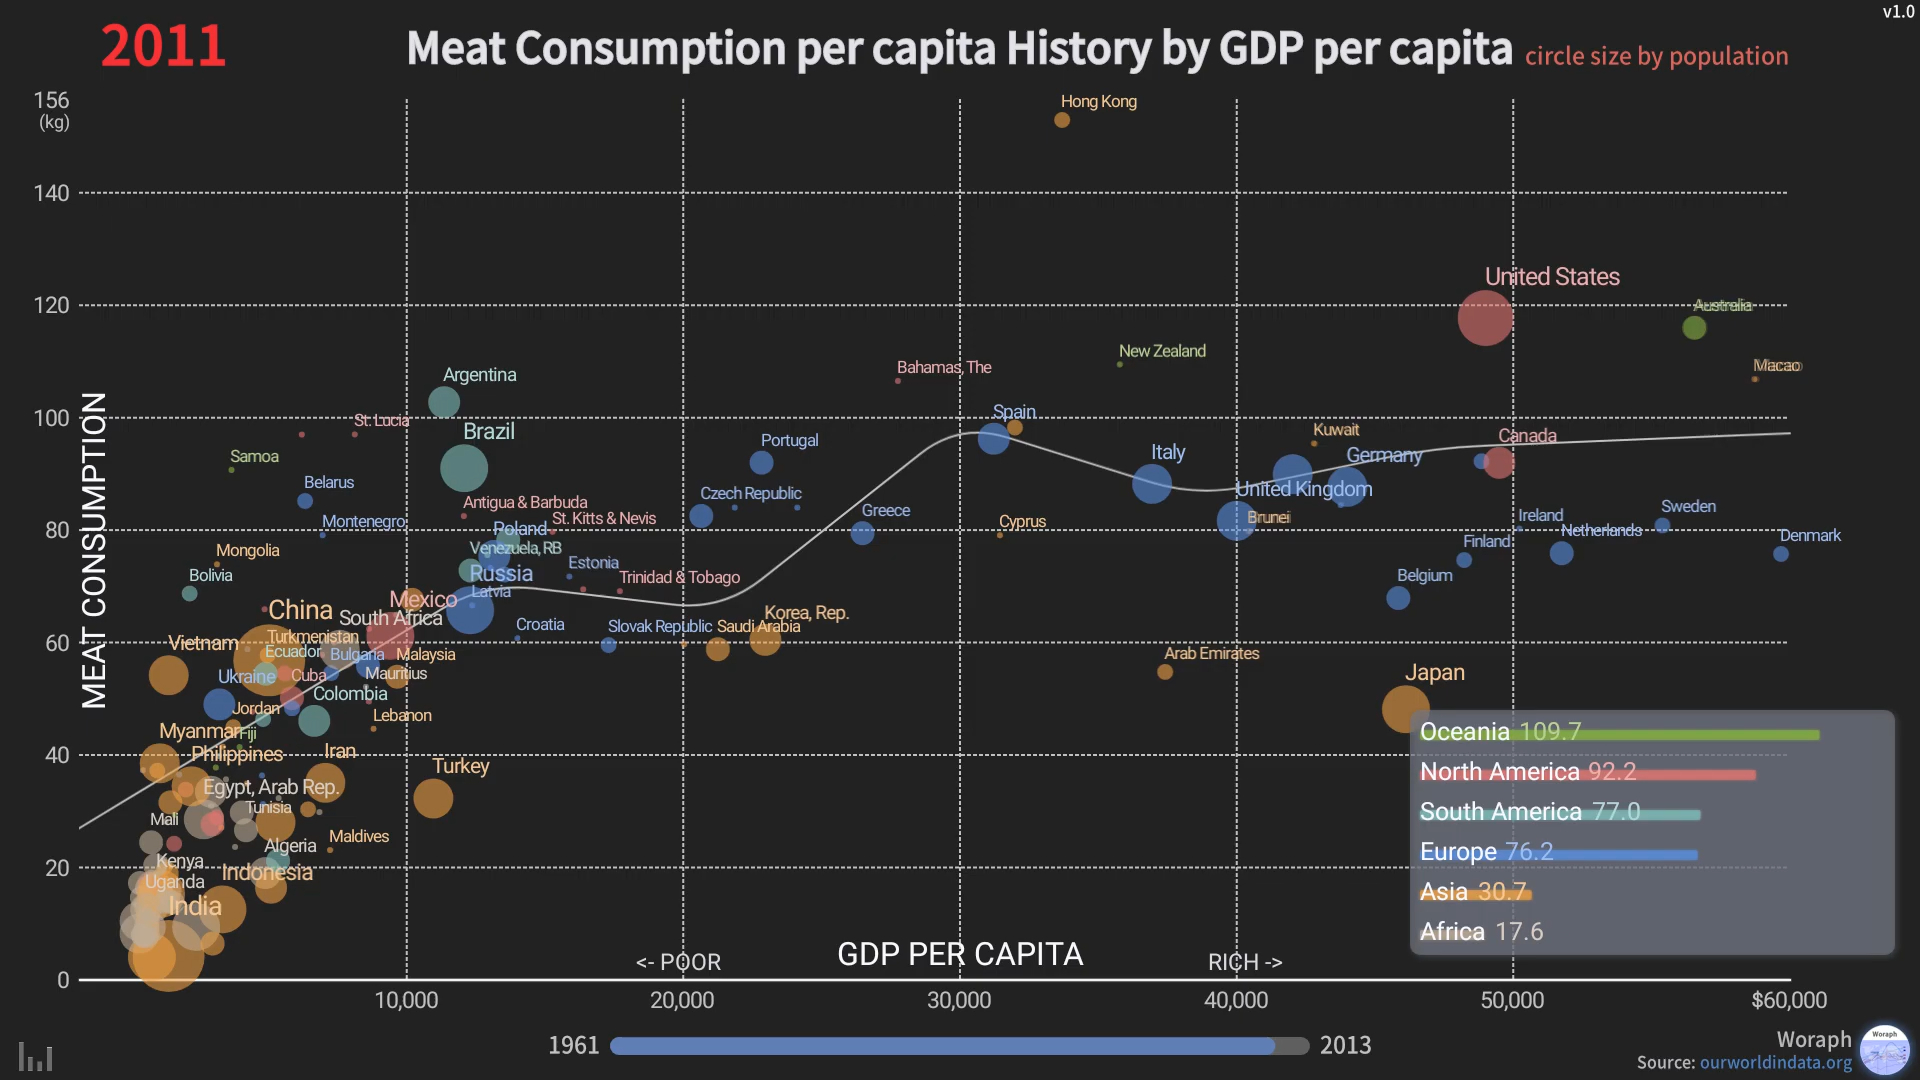 v1.0
2011
Meat Consumption per capita History by GDP per capita circle size by population
156
(kg)
Hong Kong
140
United States
120
Australia
New Zealand
Macao
Bahamas, The
Argentina
100
St. Lucia
Spain
Kuwait
Canada
Brazil
Portugal
Italy
Germany
Samoa
Belarus
Antigua & Barbuda
Czech Republic
United Kingdom
Greece
Sweden
Montenegro
St. Kitts & Nevis
Cyprus
Brunei
Ireland
80
Poland
Netherlands
Denmark
Mongolia
Venezuela, RB
Estonia
Finland
Bolivia
Russia
Trinidad & Tobago
Belgium
Latvia
Mexico
China
South Africa
Croatia
Slovak Republic
Saudi Arabia
Korea, Rep.
60
Vietnam
Turkmenistan
Ecuador
Bulgaria
Malaysia
Arab Emirates
Ukraine
Cuba
Mauritius
Japan
Colombia
Jordan
Lebanon
Myanmar
Fiji
40
Philippines
Iran
Turkey
Egypt, Arab Rep.
Tunisia
Mali
Maldives
Algeria
20
Kenya
Indonesia
Uganda
India
0
MEAT CONSUMPTION
Oceania 109.7
North America 92.2
South America 77.0
Europe 76.2
Asia 30.7
Africa 17.6
<- POOR
GDP PER CAPITA
RICH ->
10,000
20,000
30,000
40,000
50,000
$60,000
1961
2013
Woraph
Source: ourworldindata.org
Woraph